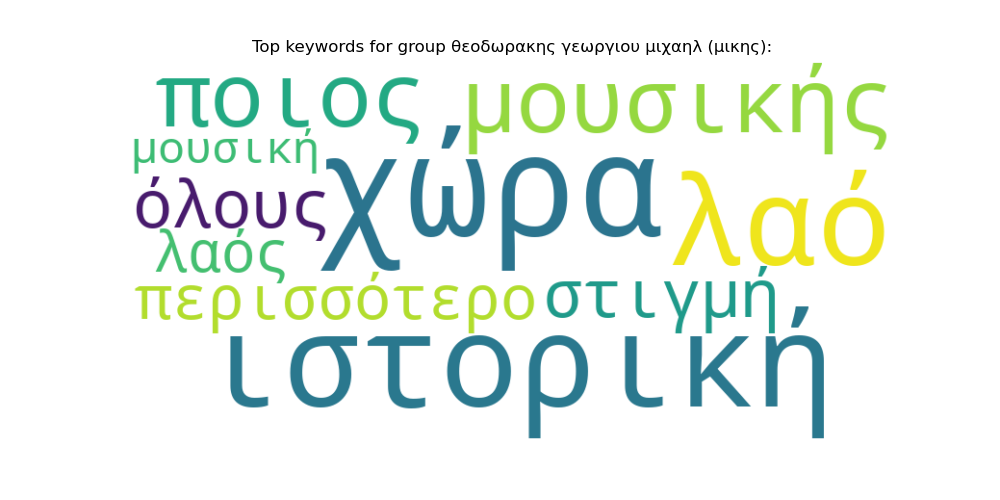 Top keywords for group θεοδωρακης γεωργιου μιχαηλ (μικης):
ποιος μουσικής
μουσική
όλους χώρα λαό
λαός
περισσότερο στιγμή
ιστορική